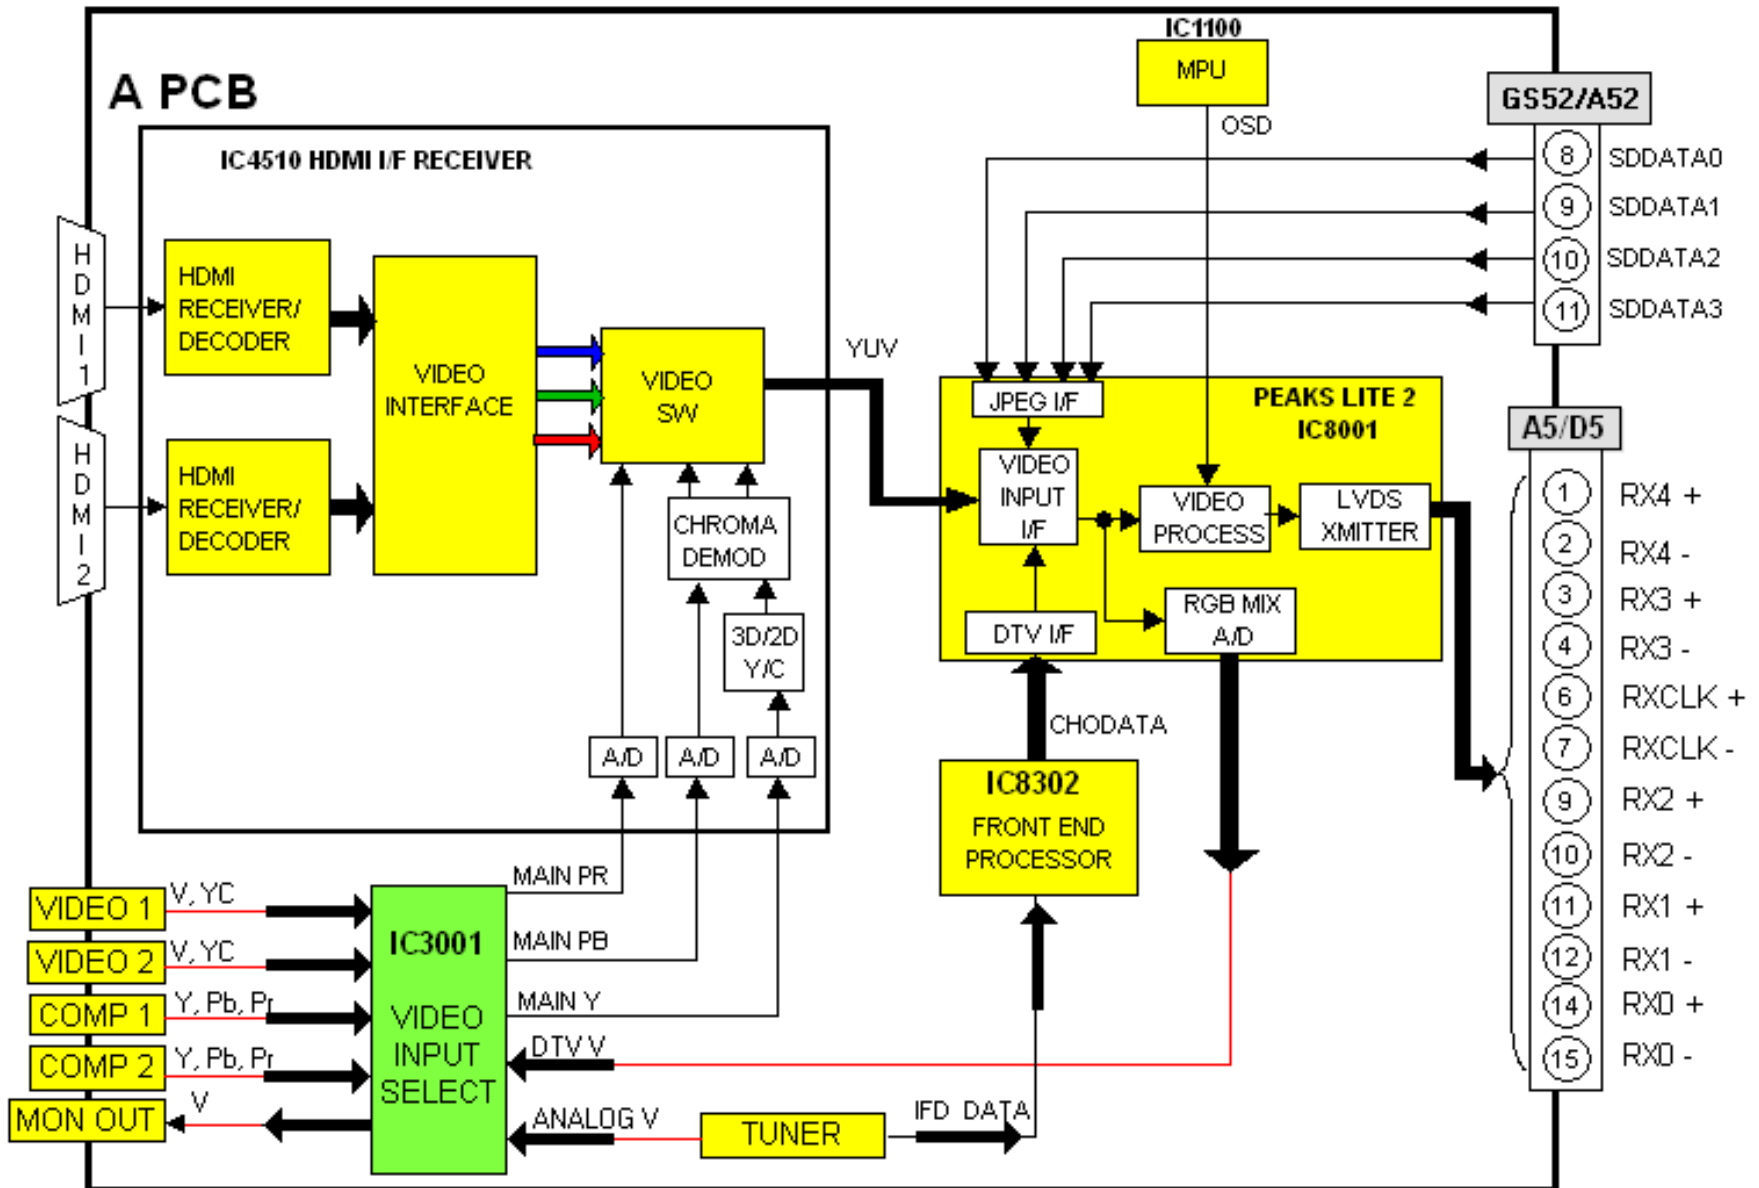 IC1100
MPU
OSD
A PCB
IC4510 HDMI I/F RECEIVER
GS52/A52
8 SDDATA0
9 SDDATA1
10 SDDATA2
11 SDDATA3
HDMI 1
HDMI
RECEIVER/
DECODER
HDMI 2
HDMI
RECEIVER/
DECODER
VIDEO
INTERFACE
VIDEO
SW
YUV
CHROMA
DEMOD
3D/2D
Y/C
A/D
A/D
A/D
PEAKS LITE 2
IC8001
JPEG I/F
VIDEO
INPUT
I/F
VIDEO
PROCESS
LVDS
XMITTER
DTV I/F
RGB MIX
A/D
CHODATA
IC8302
FRONT END
PROCESSOR
A5/D5
1 RX4 +
2 RX4 -
3 RX3 +
4 RX3 -
6 RXCLK +
7 RXCLK -
9 RX2 +
10 RX2 -
11 RX1 +
12 RX1 -
14 RX0 +
15 RX0 -
VIDEO 1
V, YC
VIDEO 2
V, YC
COMP 1
Y, Pb, Pr
COMP 2
Y, Pb, Pr
MON OUT
V
IC3001
VIDEO
INPUT
SELECT
MAIN PR
MAIN PB
MAIN Y
DTV V
ANALOG V
TUNER
IFD DATA